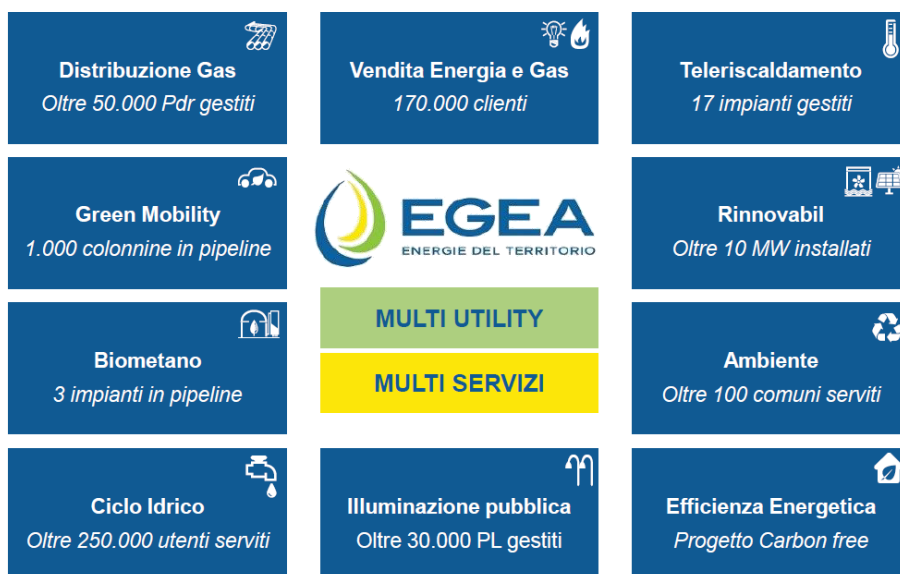 Distribuzione Gas
Oltre 50.000 Pdr gestiti
Vendita Energia e Gas
170.000 clienti
Teleriscaldamento
17 impianti gestiti
Green Mobility
1.000 colonnine in pipeline
EGEA
ENERGIE DEL TERRITORIO
Rinnovabil
Oltre 10 MW installati
MULTI UTILITY
MULTI SERVIZI
Biometano
3 impianti in pipeline
Ambiente
Oltre 100 comuni serviti
Ciclo Idrico
Oltre 250.000 utenti serviti
Illuminazione pubblica
Oltre 30.000 PL gestiti
Efficienza Energetica
Progetto Carbon free